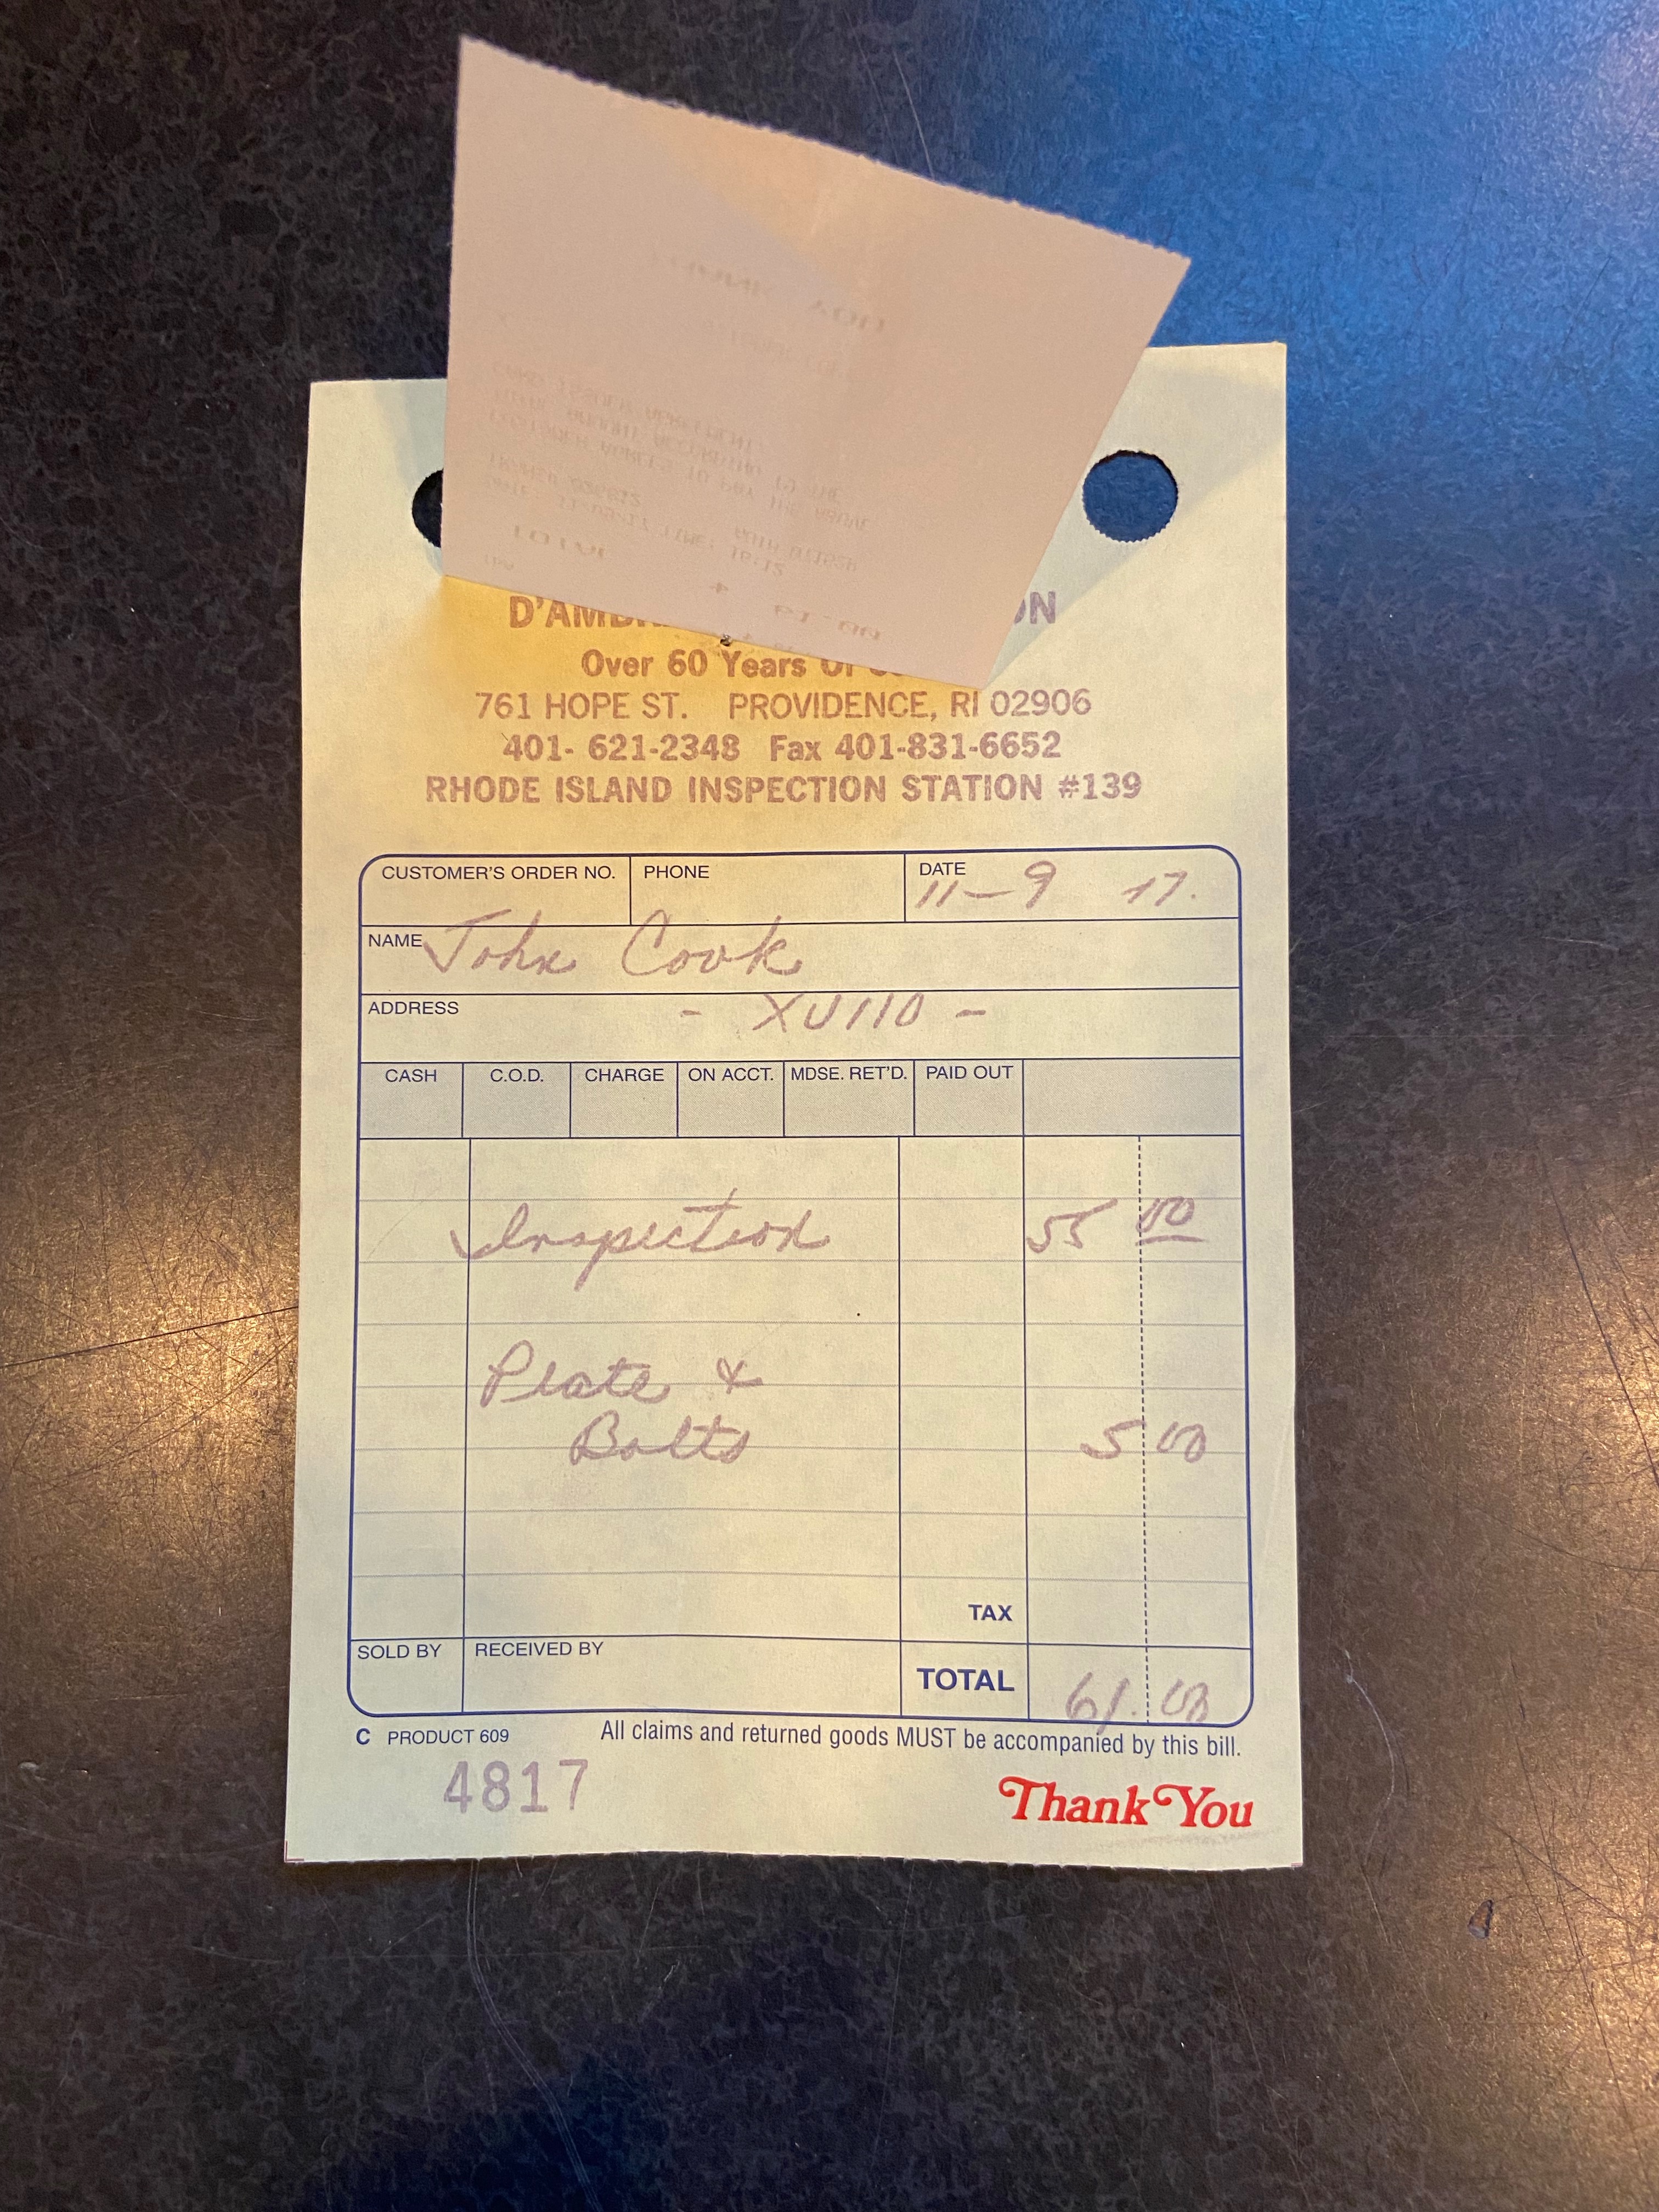 TOTAL
D'AMB
ON
Over 60 Years Of
761 HOPE ST. PROVIDENCE, RI 02906
401- 621-2348 Fax 401-831-6652
RHODE ISLAND INSPECTION STATION #139
CUSTOMER'S ORDER NO. PHONE DATE 11-9 17.
NAME John Cook
ADDRESS - XU110 -
CASH C.O.D. CHARGE ON ACCT. MDSE. RET'D. PAID OUT
Inspection 55 00
Plate &
Bolts 5 00
TAX
SOLD BY RECEIVED BY TOTAL 61.00
C PRODUCT 609 All claims and returned goods MUST be accompanied by this bill.
4817
Thank You